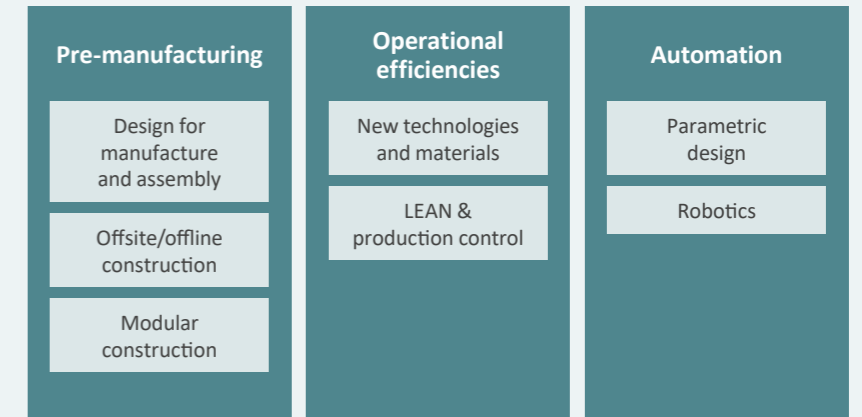 Pre-manufacturing
Design for
manufacture
and assembly
Offsite/offline
construction
Modular
construction
Operational
efficiencies
New technologies
and materials
LEAN &
production control
Automation
Parametric
design
Robotics